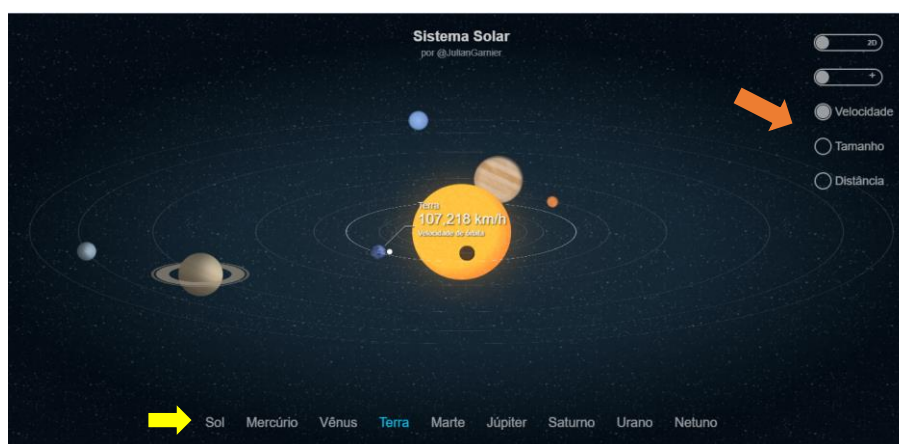 Sistema Solar
por @JulianGarnier
2D
+
Velocidade
Tamanho
Distância
Terra
107,218 km/h
Velocidade de órbita
Sol Mercúrio Vênus Terra Marte Júpiter Saturno Urano Netuno